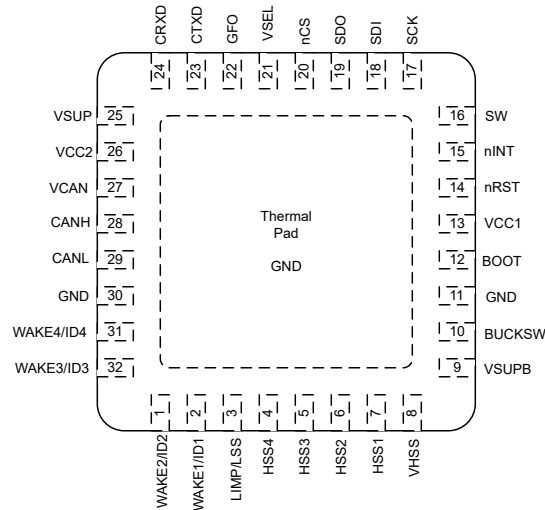 CRXD
CTXD
GFO
VSEL
nCS
SDO
SDI
SCK
24
23
22
21
20
19
18
17
VSUP 25
VCC2 26
VCAN 27
CANH 28
CANL 29
GND 30
WAKE4/ID4 31
WAKE3/ID3 32
Thermal
Pad
GND
16 SW
15 nINT
14 nRST
13 VCC1
12 BOOT
11 GND
10 BUCKSW
9 VSUPB
1
2
3
4
5
6
7
8
WAKE2/ID2
WAKE1/ID1
LIMP/LSS
HSS4
HSS3
HSS2
HSS1
VHSS